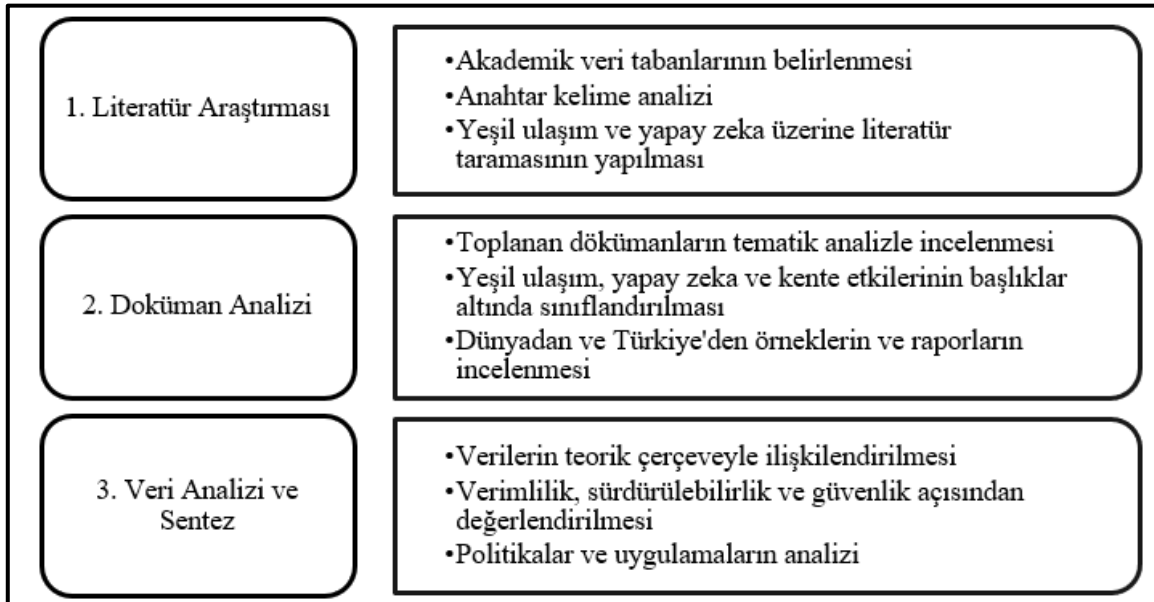 1. Literatür Araştırması
•Akademik veri tabanlarının belirlenmesi
•Anahtar kelime analizi
•Yeşil ulaşım ve yapay zeka üzerine literatür
taramasının yapılması
2. Doküman Analizi
•Toplanan dökümanların tematik analizle incelenmesi
•Yeşil ulaşım, yapay zeka ve kente etkilerinin başlıklar
altında sınıflandırılması
•Dünyadan ve Türkiye'den örneklerin ve raporların
incelenmesi
3. Veri Analizi ve
Sentez
•Verilerin teorik çerçeveyle ilişkilendirilmesi
•Verimlilik, sürdürülebilirlik ve güvenlik açısından
değerlendirilmesi
•Politikalar ve uygulamaların analizi